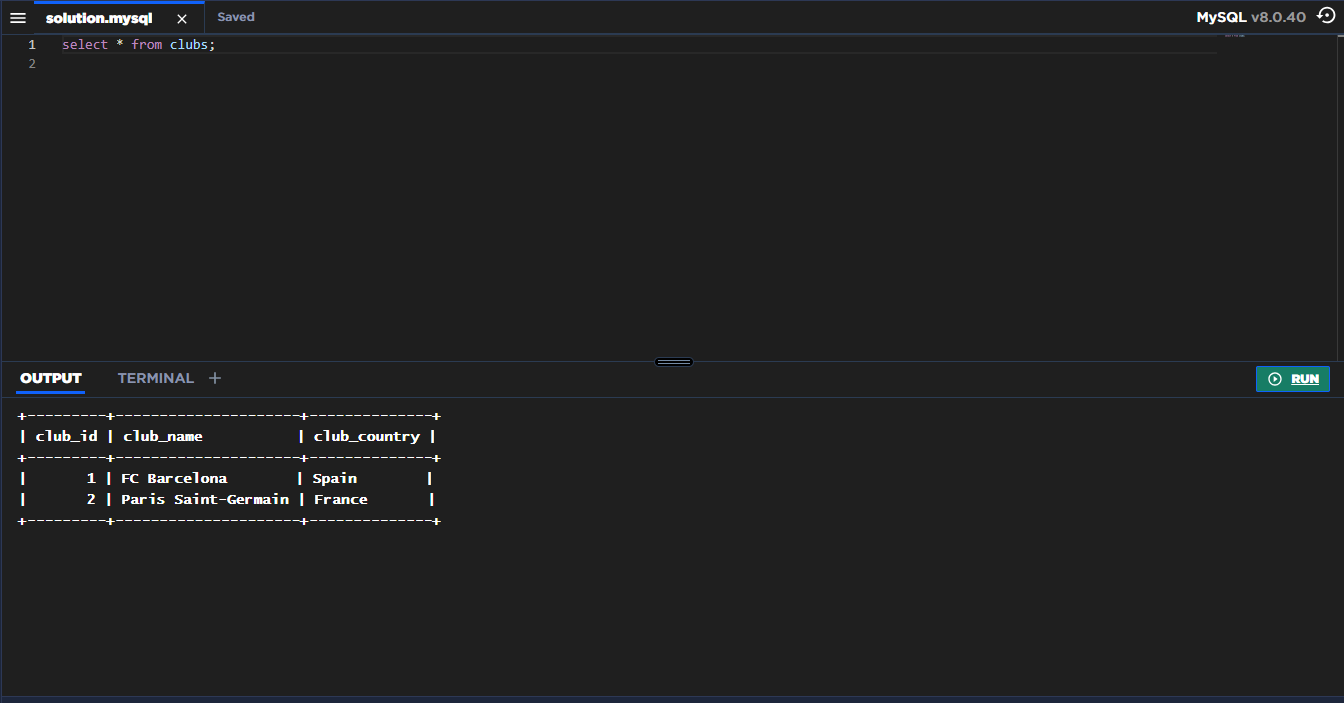 solution.mysql Saved MySQL v8.0.40
1 select * from clubs;
2
OUTPUT TERMINAL + RUN
+---------+---------------------+--------------+
| club_id | club_name           | club_country |
+---------+---------------------+--------------+
|       1 | FC Barcelona        | Spain        |
|       2 | Paris Saint-Germain | France       |
+---------+---------------------+--------------+